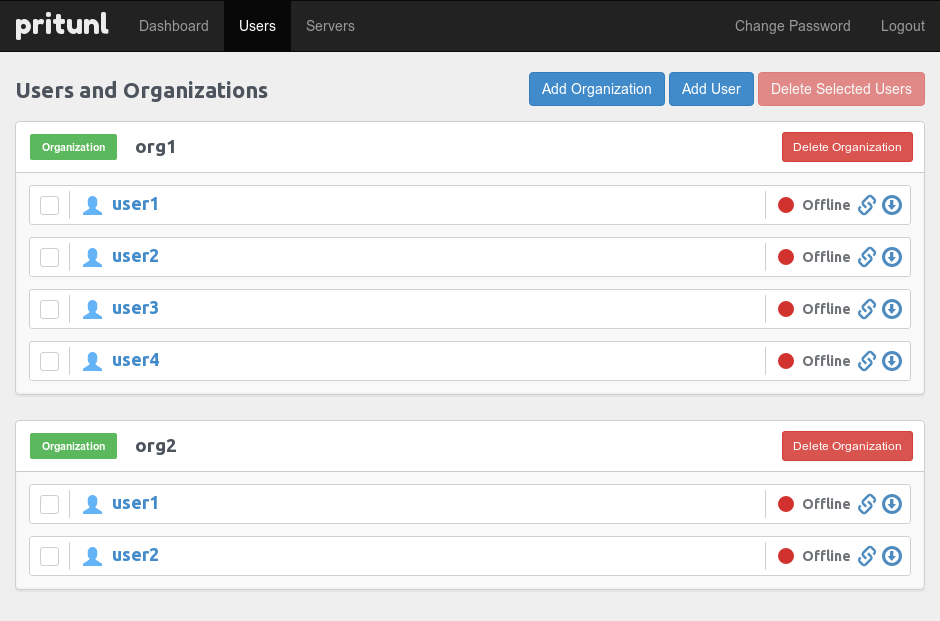 pritunl Dashboard Users Servers Change Password Logout
Users and Organizations Add Organization Add User Delete Selected Users
Organization org1 Delete Organization
user1 Offline
user2 Offline
user3 Offline
user4 Offline
Organization org2 Delete Organization
user1 Offline
user2 Offline